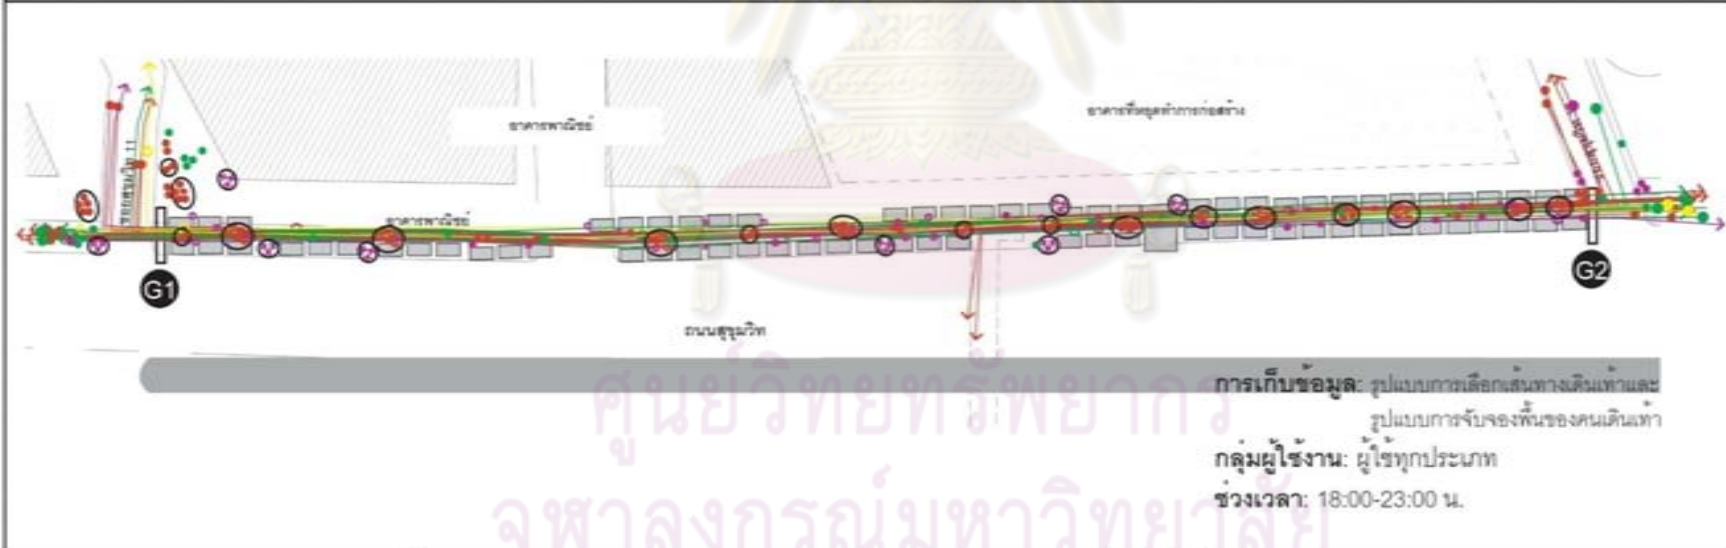 อาคารพาณิชย์
อาคารที่หยุดทำการก่อสร้าง
ซอยสุขุมวิท 11
อาคารพาณิชย์
G1
G2
ถนนสุขุมวิท
การเก็บข้อมูล: รูปแบบการเลือกเส้นทางเดินเท้าและ
รูปแบบการจับจองพื้นของคนเดินเท้า
กลุ่มผู้ใช้งาน: ผู้ใช้ทุกประเภท
ช่วงเวลา: 18:00-23:00 น.
ศูนย์วิทยทรัพยากร
จุฬาลงกรณ์มหาวิทยาลัย